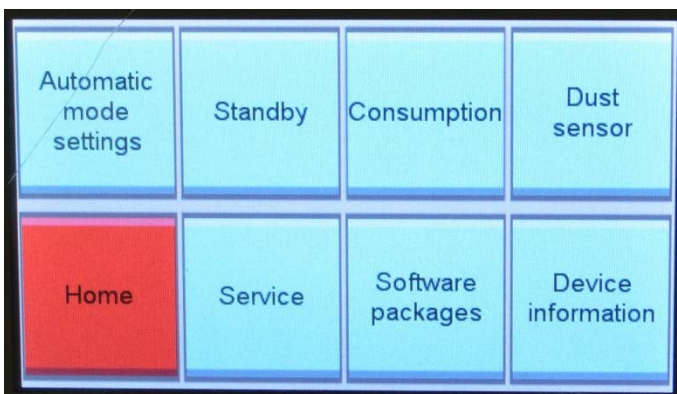 Automatic
mode
settings
Standby
Consumption
Dust
sensor
Home
Service
Software
packages
Device
information